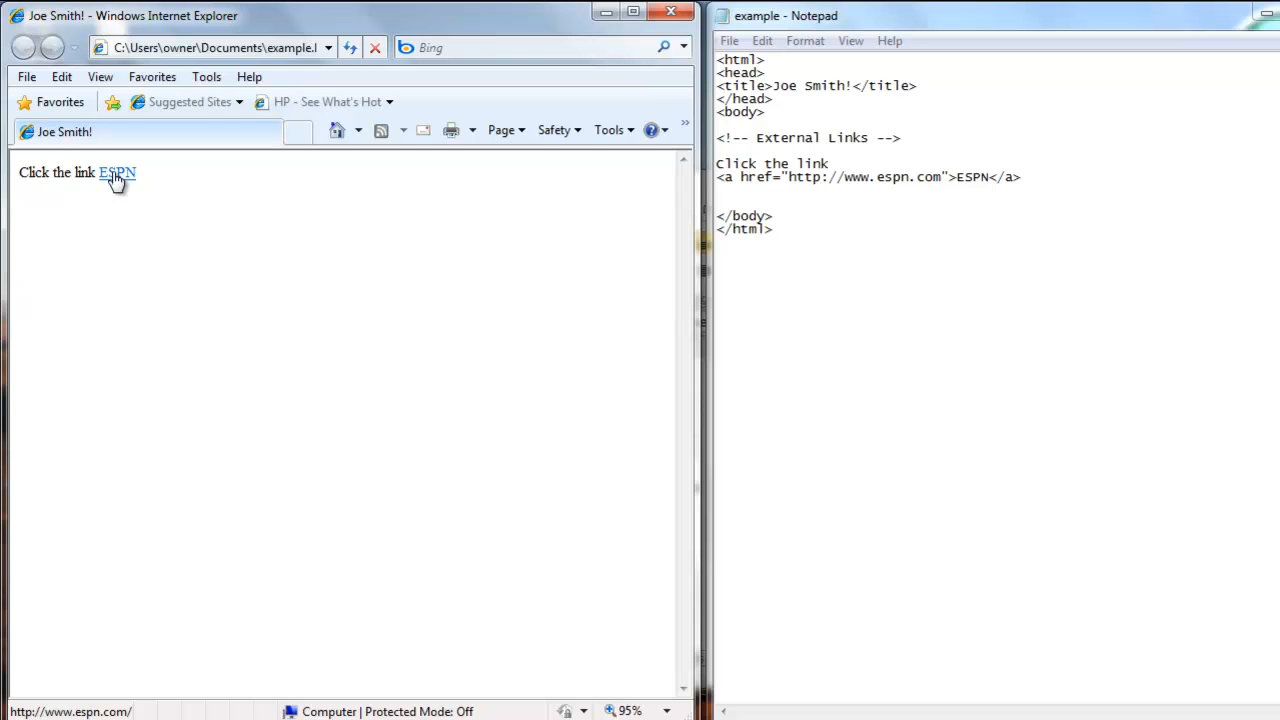 Joe Smith! - Windows Internet Explorer
C:\Users\owner\Documents\example.l
Bing
File Edit View Favorites Tools Help
Favorites Suggested Sites HP - See What's Hot
Joe Smith!
Page Safety Tools
Click the link ESPN
http://www.espn.com/
Computer | Protected Mode: Off
95%
example - Notepad
File Edit Format View Help
<html>
<head>
<title>Joe Smith!</title>
</head>
<body>
<!-- External Links -->
Click the link
<a href="http://www.espn.com">ESPN</a>
</body>
</html>